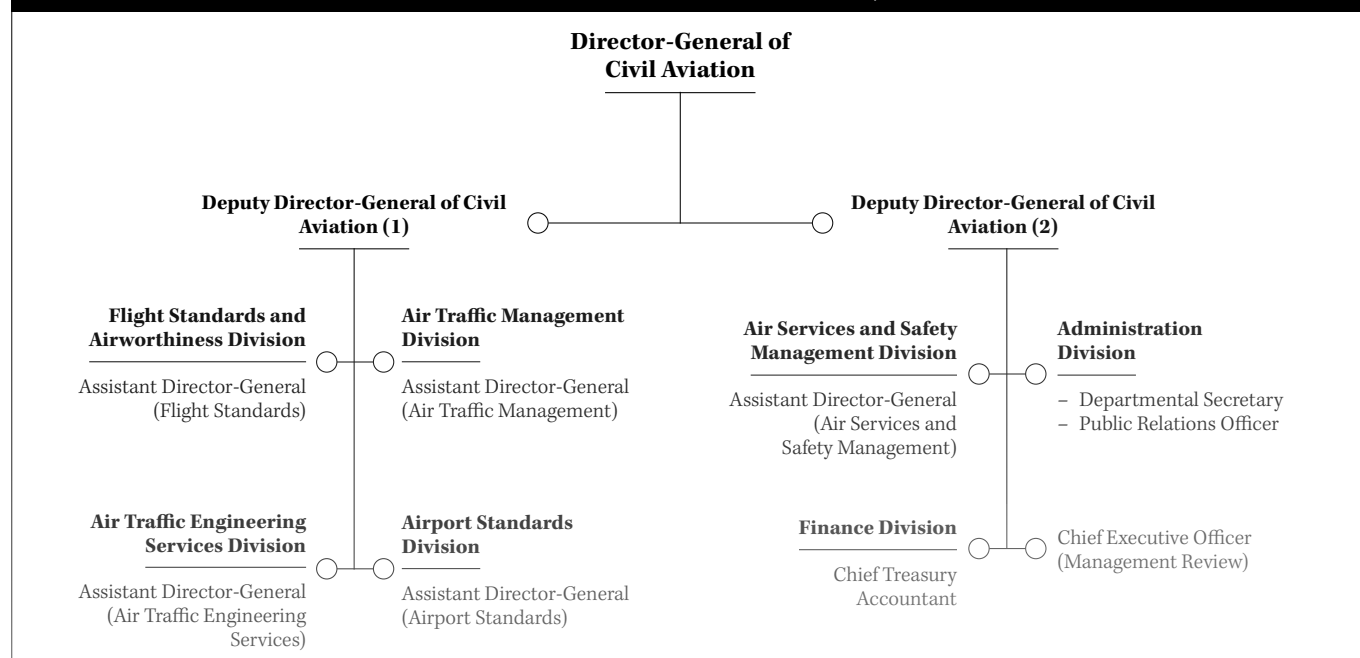 Director-General of
Civil Aviation
Deputy Director-General of Civil
Aviation (1)
Deputy Director-General of Civil
Aviation (2)
Flight Standards and
Airworthiness Division
Assistant Director-General
(Flight Standards)
Air Traffic Management
Division
Assistant Director-General
(Air Traffic Management)
Air Services and Safety
Management Division
Assistant Director-General
(Air Services and
Safety Management)
Administration
Division
– Departmental Secretary
– Public Relations Officer
Air Traffic Engineering
Services Division
Assistant Director-General
(Air Traffic Engineering
Services)
Airport Standards
Division
Assistant Director-General
(Airport Standards)
Finance Division
Chief Treasury
Accountant
Chief Executive Officer
(Management Review)